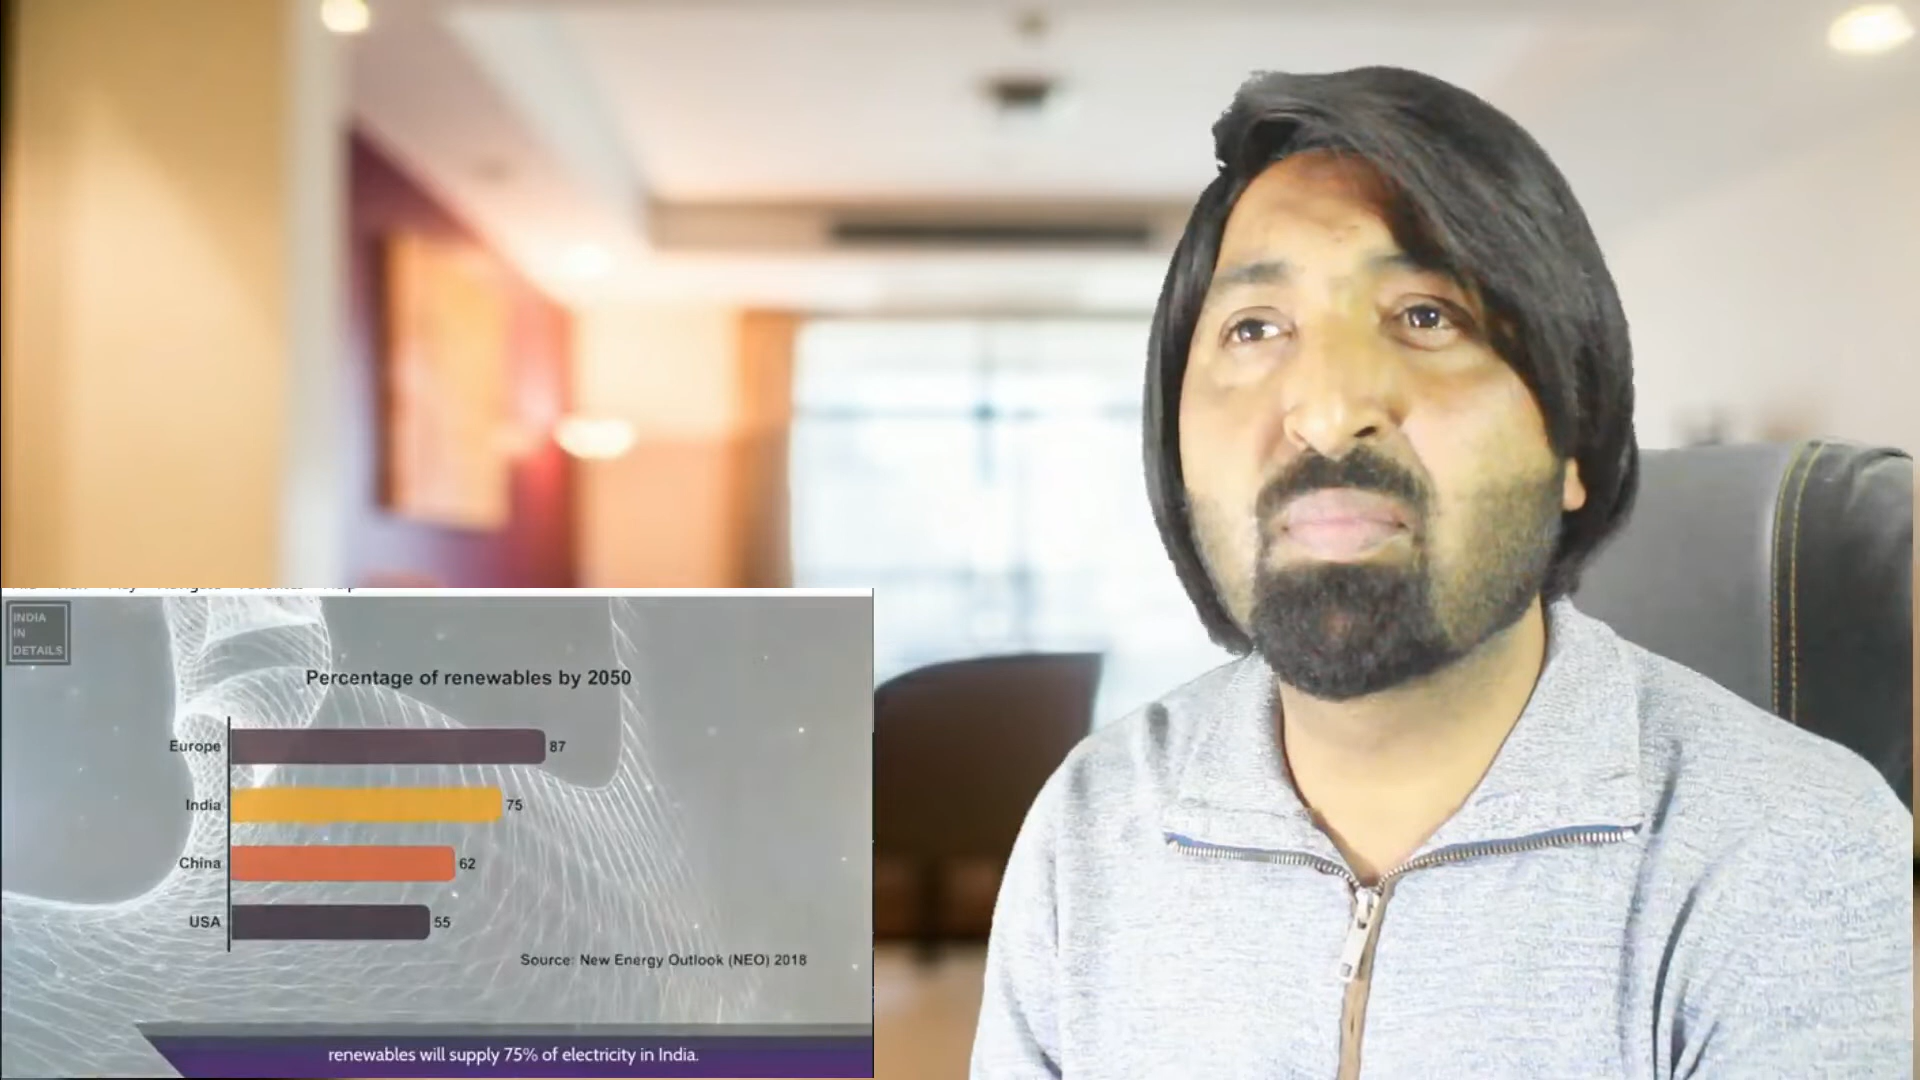 INDIA
IN
DETAILS
Percentage of renewables by 2050
Europe 87
India 75
China 62
USA 55
Source: New Energy Outlook (NEO) 2018
renewables will supply 75% of electricity in India.